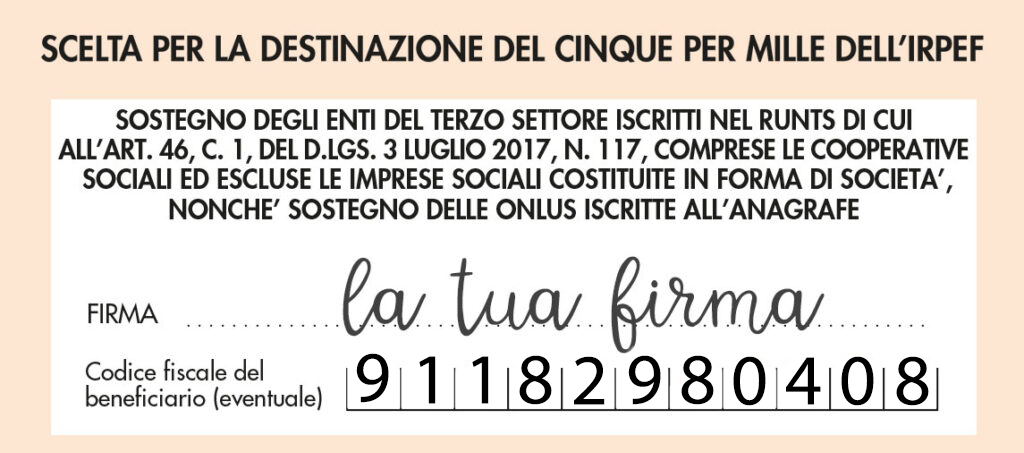 SCELTA PER LA DESTINAZIONE DEL CINQUE PER MILLE DELL'IRPEF
SOSTEGNO DEGLI ENTI DEL TERZO SETTORE ISCRITTI NEL RUNTS DI CUI
ALL'ART. 46, C. 1, DEL D.LGS. 3 LUGLIO 2017, N. 117, COMPRESE LE COOPERATIVE
SOCIALI ED ESCLUSE LE IMPRESE SOCIALI COSTITUITE IN FORMA DI SOCIETA',
NONCHE' SOSTEGNO DELLE ONLUS ISCRITTE ALL'ANAGRAFE
FIRMA la tua firma
Codice fiscale del
beneficiario (eventuale) 91182980408